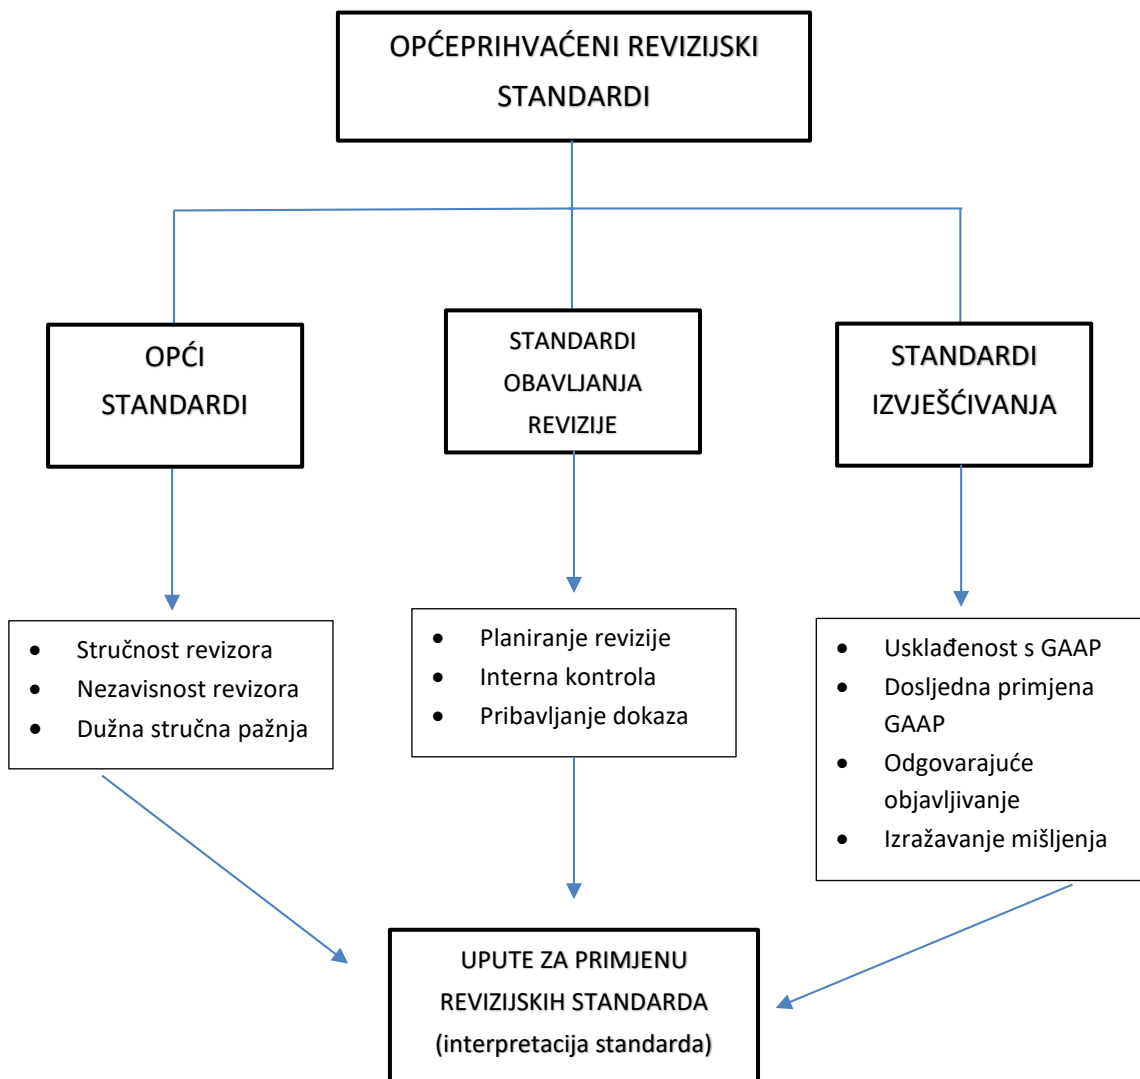 OPĆEPRIHVAĆENI REVIZIJSKI
STANDARDI
OPĆI
STANDARDI
STANDARDI
OBAVLJANJA
REVIZIJE
STANDARDI
IZVJEŠĆIVANJA
• Stručnost revizora
• Nezavisnost revizora
• Dužna stručna pažnja
• Planiranje revizije
• Interna kontrola
• Pribavljanje dokaza
• Usklađenost s GAAP
• Dosljedna primjena
GAAP
• Odgovarajuće
objavljivanje
• Izražavanje mišljenja
UPUTE ZA PRIMJENU
REVIZIJSKIH STANDARDA
(interpretacija standarda)